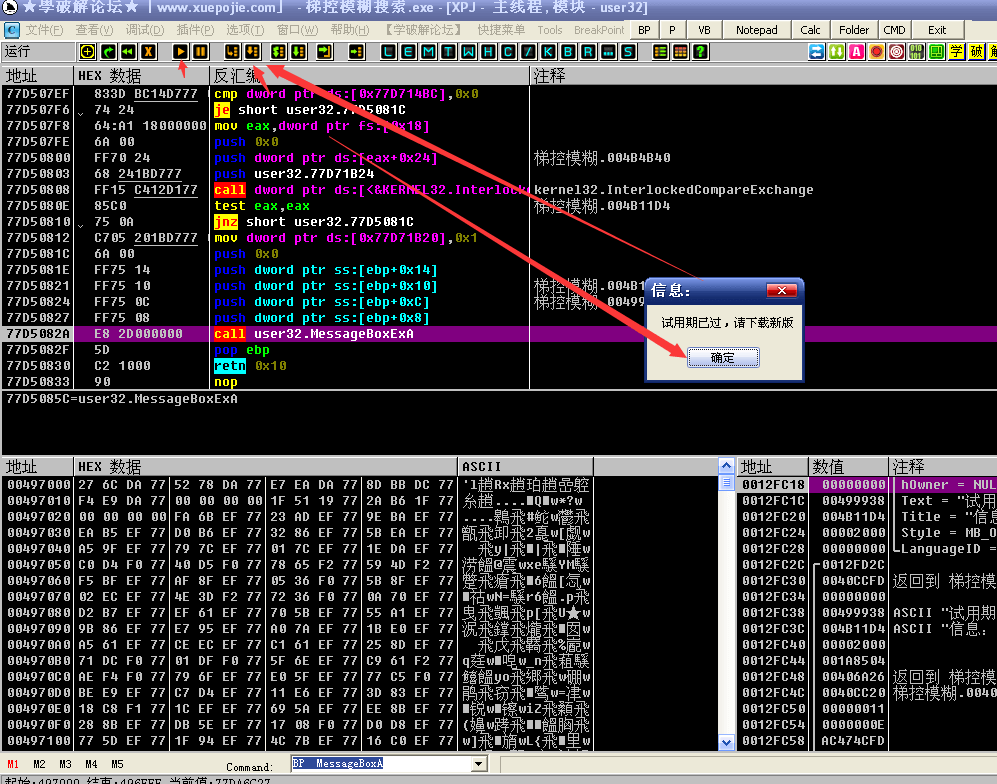 ★學破解论坛★ [www.xuepojie.com] - 梯控模糊搜索.exe - [XPJ - 主线程,模块 - user32]
文件(F) 查看(V) 调试(D) 插件(P) 选项(T) 窗口(W) 帮助(H) 【学破解论坛】 快捷菜单 Tools BreakPoint BP P VB Notepad Calc Folder CMD Exit
运行 L E M T W H C / K B R ... S ? A 学 破 解
地址 HEX 数据 反汇编 注释
77D507EF 833D BC14D777 cmp dword ptr ds:[0x77D714BC],0x0
77D507F6 74 24 je short user32.77D5081C
77D507F8 64:A1 18000000 mov eax,dword ptr fs:[0x18]
77D507FE 6A 00 push 0x0
77D50800 FF70 24 push dword ptr ds:[eax+0x24] 梯控模糊.004B4B40
77D50803 68 241BD777 push user32.77D71B24
77D50808 FF15 C412D177 call dword ptr ds:[<&KERNEL32.Interlock kernel32.InterlockedCompareExchange
77D5080E 85C0 test eax,eax 梯控模糊.004B11D4
77D50810 75 0A jnz short user32.77D5081C
77D50812 C705 201BD777 mov dword ptr ds:[0x77D71B20],0x1
77D5081C 6A 00 push 0x0
77D5081E FF75 14 push dword ptr ss:[ebp+0x14]
77D50821 FF75 10 push dword ptr ss:[ebp+0x10] 梯控模糊.004B1
77D50824 FF75 0C push dword ptr ss:[ebp+0xC] 梯控模糊.00499
77D50827 FF75 08 push dword ptr ss:[ebp+0x8]
77D5082A E8 2D000000 call user32.MessageBoxExA
77D5082F 5D pop ebp
77D50830 C2 1000 retn 0x10
77D50833 90 nop
信息:
试用期已过，请下载新版
确定
77D5085C=user32.MessageBoxExA
地址 HEX 数据 ASCII
00497000 27 6C DA 77 52 78 DA 77 E7 EA DA 77 8D BB DC 77
00497010 F4 E9 DA 77 00 00 00 00 1F 51 19 77 2A B6 1F 77
00497020 00 00 00 00 FA 6B EF 77 23 AD EF 77 9E BA EF 77
00497030 EA B5 EF 77 D0 B6 EF 77 32 86 EF 77 5B EA EF 77
00497040 A5 9F EF 77 79 7C EF 77 01 7C EF 77 1E DA EF 77
00497050 C0 D4 F0 77 40 D5 F0 77 78 65 F2 77 59 4D F2 77
00497060 F5 BF EF 77 AF 8F EF 77 05 36 F0 77 5B 8F EF 77
00497070 02 EC EF 77 4E 3D F2 77 72 36 F0 77 0A 70 EF 77
00497080 D2 B7 EF 77 EF 61 EF 77 70 5B EF 77 55 A1 EF 77
00497090 9B 86 EF 77 E7 95 EF 77 A0 7A EF 77 1B E0 EF 77
004970A0 A5 61 EF 77 CE EC EF 77 C1 61 EF 77 25 8D EF 77
004970B0 71 DC F0 77 01 DF F0 77 5F 6E EF 77 C9 61 F2 77
004970C0 AE F4 F0 77 79 6F EF 77 E0 5F EF 77 77 C5 F0 77
004970D0 BE E9 EF 77 C7 D4 EF 77 11 E6 EF 77 3D 83 EF 77
004970E0 18 C8 F1 77 1C EF EF 77 69 5A EF 77 EE 8B EF 77
004970F0 28 8B EF 77 DB 5E EF 77 17 08 F0 77 D0 D8 EF 77
00497100 77 5D EF 77 1F 94 EF 77 4C 7B EF 77 16 C0 EF 77
地址 数值 注释
0012FC18 00000000 hOwner = NUL
0012FC1C 00499938 Text = "试用
0012FC20 004B11D4 Title = "信息
0012FC24 00002000 Style = MB_O
0012FC28 00000000 LanguageID =
0012FC2C 0012FD2C
0012FC30 0040CCFD 返回到 梯控模
0012FC34 00000000
0012FC38 00499938 ASCII "试用期
0012FC3C 004B11D4 ASCII "信息:
0012FC40 00002000
0012FC44 001A8504
0012FC48 00406A26 返回到 梯控模
0012FC4C 0040CC20 梯控模糊.0040
0012FC50 00000011
0012FC54 0000000E
0012FC58 AC474CFD
M1 M2 M3 M4 M5 Command: BP MessageBoxA